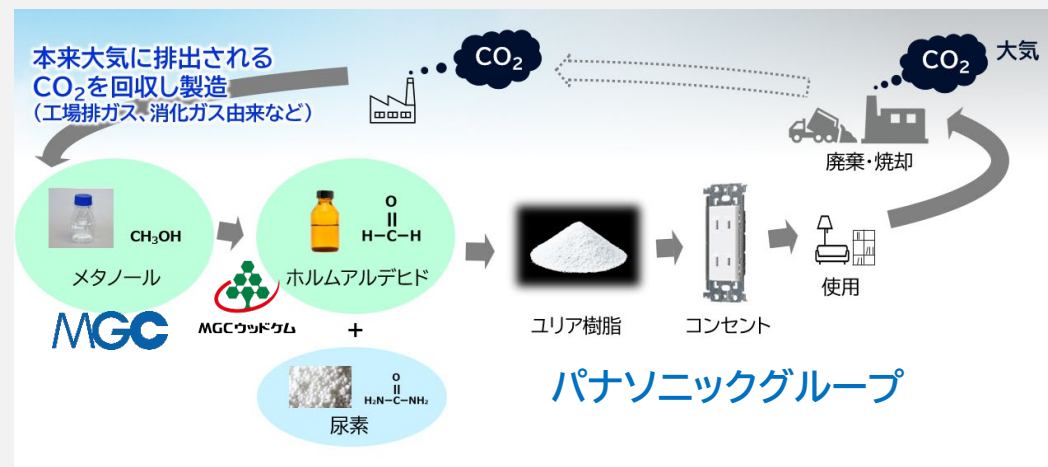 本来大気に排出される
CO₂を回収し製造
（工場排ガス、消化ガス由来など）
CO₂
CO₂
大気
廃棄・焼却
CH₃OH
メタノール
MGC
MGCウッドケム
O
H-C-H
ホルムアルデヒド
+
O
H₂N-C-NH₂
尿素
ユリア樹脂
コンセント
使用
パナソニックグループ